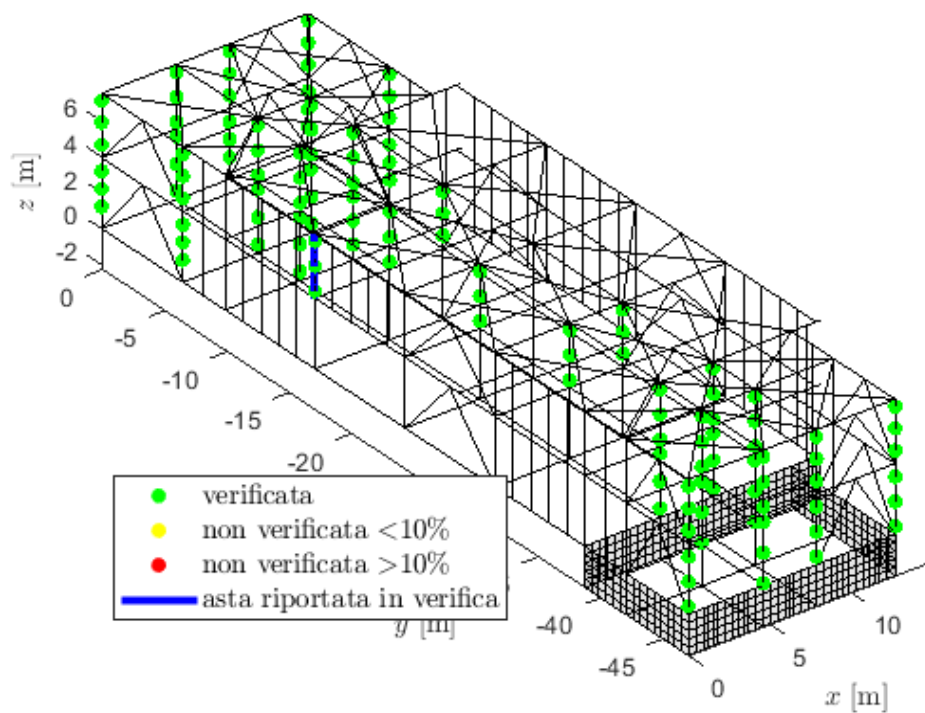 6
4
2
0
-2
z [m]
0
-5
-10
-15
-20
-40
-45
y [m]
0
5
10
x [m]
verificata
non verificata <10%
non verificata >10%
asta riportata in verifica